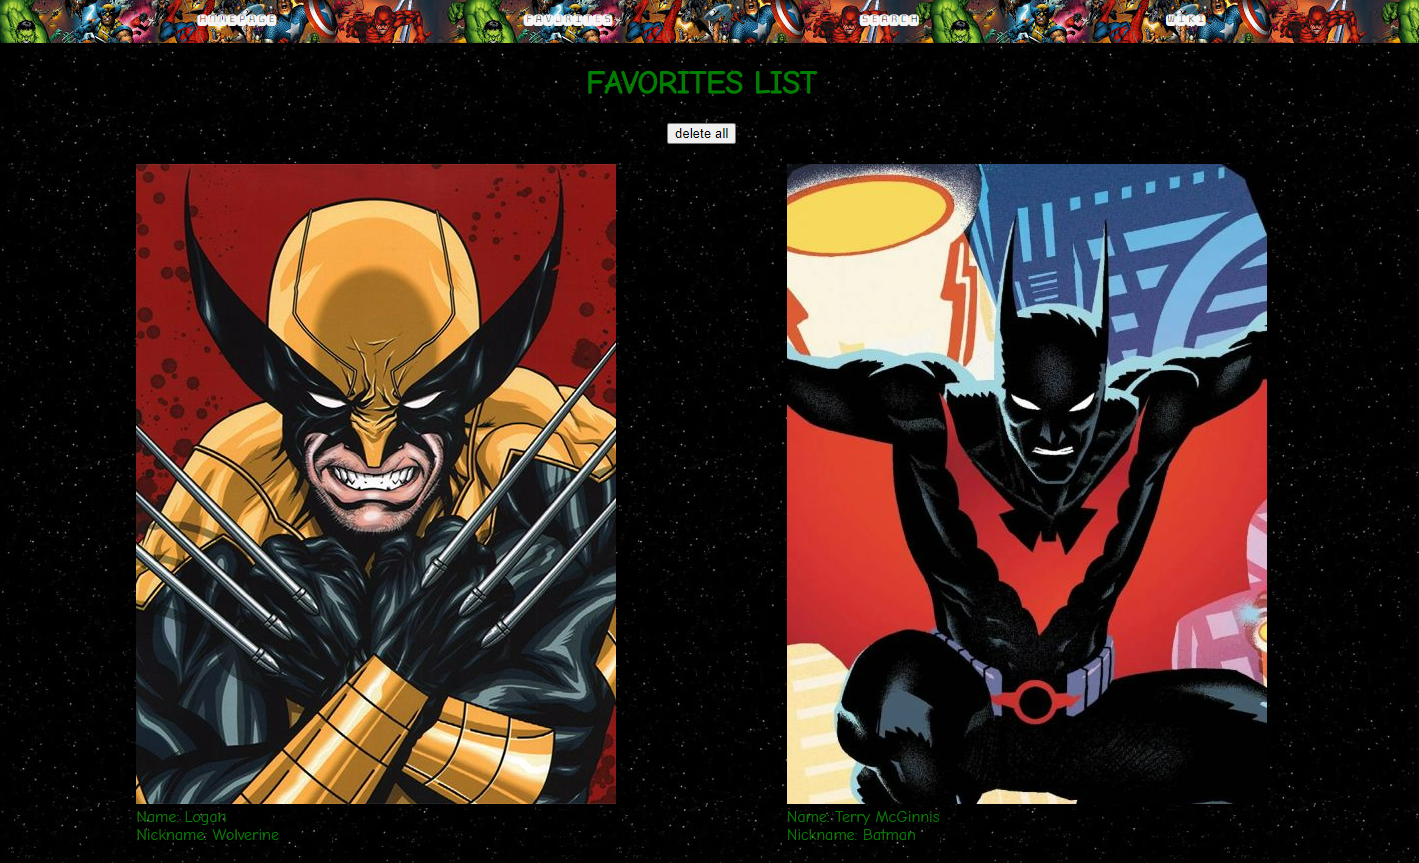 HOMEPAGE
FAVORITES
SEARCH
WIKI
FAVORITES LIST
delete all
Name: Logan
Nickname: Wolverine
Name: Terry McGinnis
Nickname: Batman